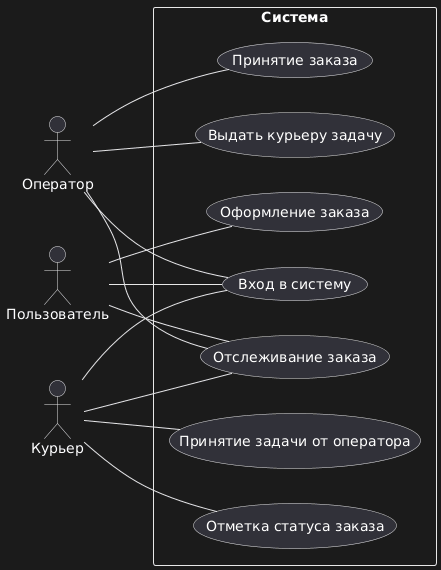 Система
Принятие заказа
Выдать курьеру задачу
Оператор
Оформление заказа
Вход в систему
Пользователь
Отслеживание заказа
Принятие задачи от оператора
Курьер
Отметка статуса заказа